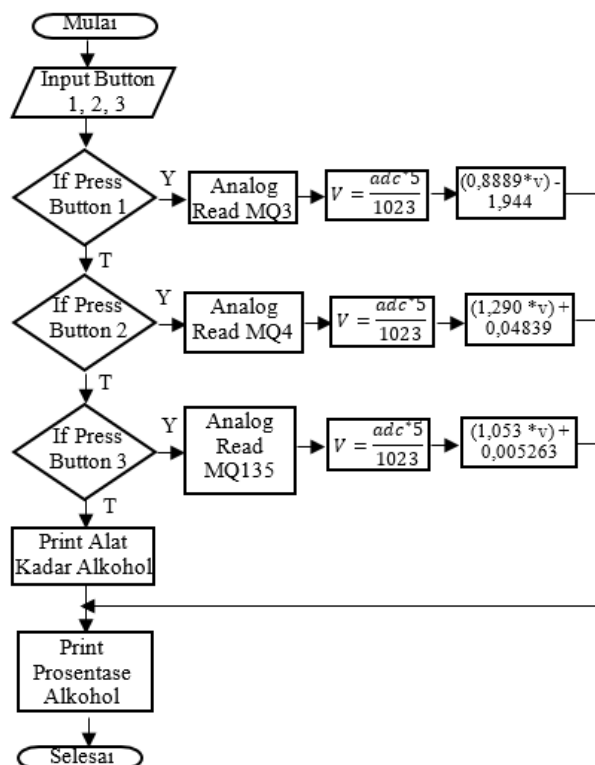 Mulai
Input Button
1, 2, 3
If Press
Button 1
Y
Analog
Read MQ3
V = adc*5
1023
(0,8889*v) -
1,944
T
If Press
Button 2
Y
Analog
Read MQ4
V = adc*5
1023
(1,290 *v) +
0,04839
T
If Press
Button 3
Y
Analog
Read
MQ135
V = adc*5
1023
(1,053 *v) +
0,005263
T
Print Alat
Kadar Alkohol
Print
Prosentase
Alkohol
Selesai